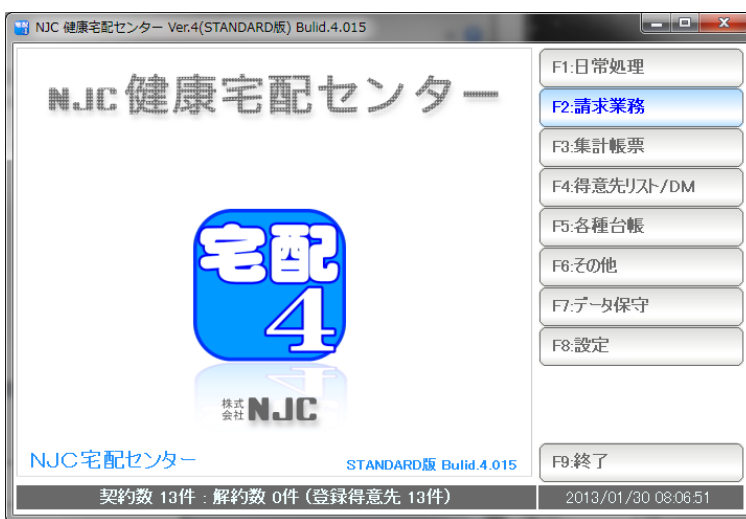 NJC 健康宅配センター Ver.4(STANDARD版) Bulid.4.015
NJC 健康宅配センター
宅配
4
株式
会社 NJC
NJC宅配センター
STANDARD版 Bulid.4.015
F1:日常処理
F2:請求業務
F3:集計帳票
F4:得意先リスト/DM
F5:各種台帳
F6:その他
F7:データ保守
F8:設定
F9:終了
契約数 13件 : 解約数 0件 (登録得意先 13件)
2013/01/30 08:06:51